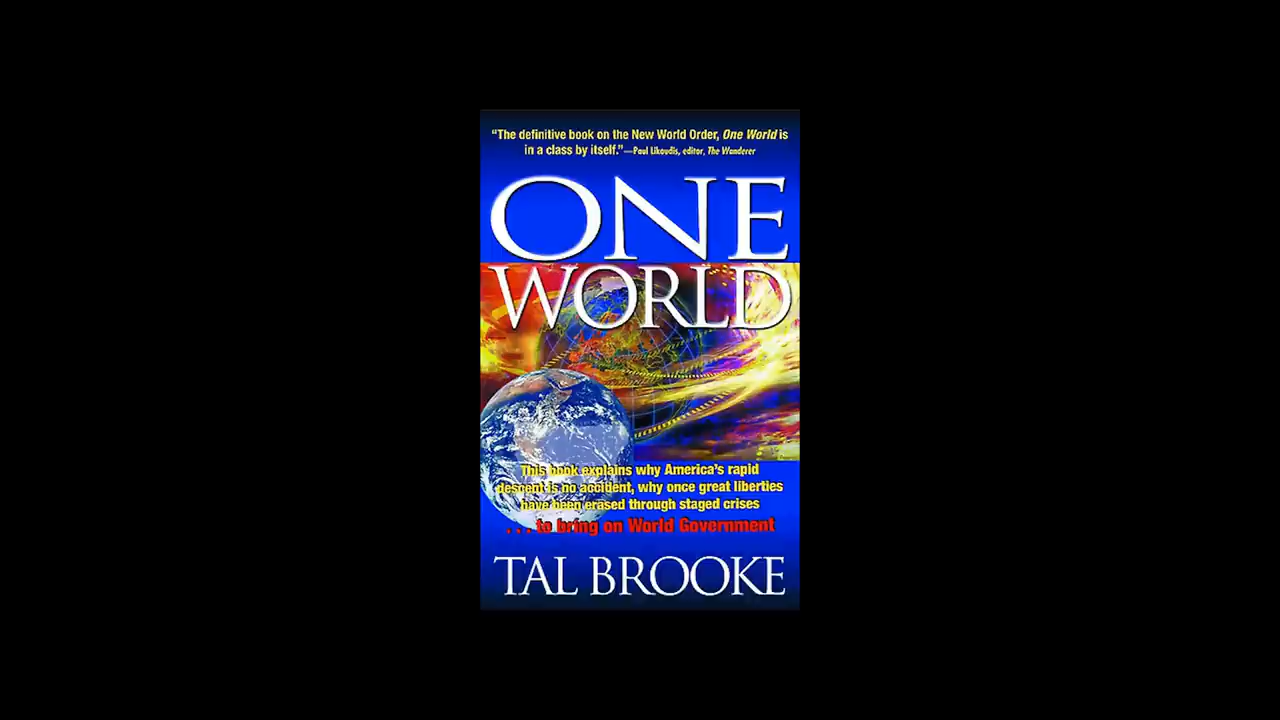 “The definitive book on the New World Order, One World is
in a class by itself.”—Paul Likoudis, editor, The Wanderer
ONE
WORLD
This book explains why America’s rapid
descent is no accident, why once great liberties
have been erased through staged crises
. . . to bring on World Government
TAL BROOKE